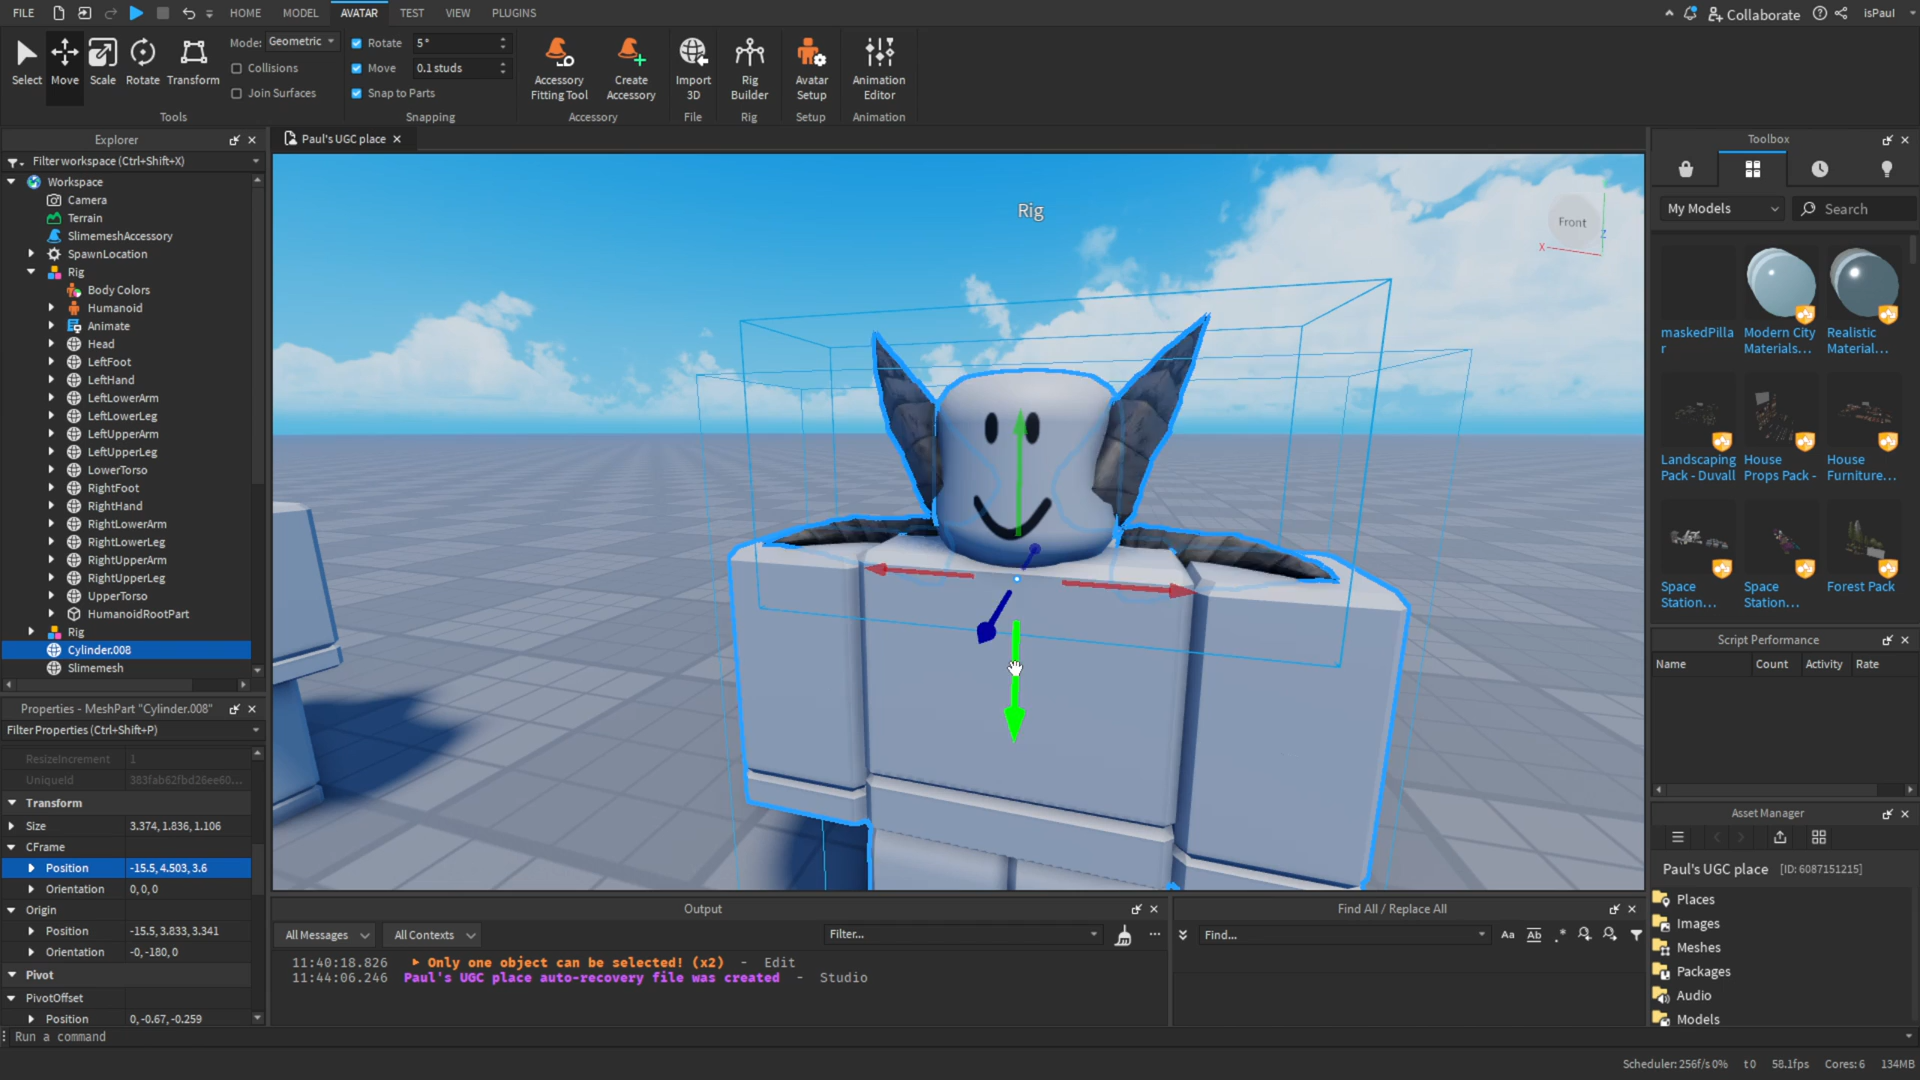 FILE HOME MODEL AVATAR TEST VIEW PLUGINS Collaborate isPaul
Select Move Scale Rotate Transform
Mode: Geometric
Collisions
Join Surfaces
Tools
Rotate 5°
Move 0.1 studs
Snap to Parts
Snapping
Accessory Fitting Tool
Create Accessory
Accessory
Import 3D
File
Rig Builder
Rig
Avatar Setup
Setup
Animation Editor
Animation
Explorer
Filter workspace (Ctrl+Shift+X)
Workspace
Camera
Terrain
SlimemeshAccessory
SpawnLocation
Rig
Body Colors
Humanoid
Animate
Head
LeftFoot
LeftHand
LeftLowerArm
LeftLowerLeg
LeftUpperArm
LeftUpperLeg
LowerTorso
RightFoot
RightHand
RightLowerArm
RightLowerLeg
RightUpperArm
RightUpperLeg
UpperTorso
HumanoidRootPart
Rig
Cylinder.008
Slimemesh
Properties - MeshPart "Cylinder.008"
Filter Properties (Ctrl+Shift+P)
ResizeIncrement 1
UniqueId 383fab62fbd26ee60...
Transform
Size 3.374, 1.836, 1.106
CFrame
Position -15.5, 4.503, 3.6
Orientation 0, 0, 0
Origin
Position -15.5, 3.833, 3.341
Orientation -0, -180, 0
Pivot
PivotOffset
Position 0, -0.67, -0.259
Run a command
Paul's UGC place
Rig
Front
X
Z
Output
All Messages All Contexts Filter...
11:40:18.826 Only one object can be selected! (x2) - Edit
11:44:06.246 Paul's UGC place auto-recovery file was created - Studio
Find All / Replace All
Find... Aa Ab .*
Toolbox
My Models Search
maskedPillar
Modern City Materials...
Realistic Material...
Landscaping Pack - Duvall
House Props Pack -
House Furniture...
Space Station...
Space Station...
Forest Pack
Script Performance
Name Count Activity Rate
Asset Manager
Paul's UGC place [ID: 6087151215]
Places
Images
Meshes
Packages
Audio
Models
Scheduler: 256f/s 0% t 0 58.1fps Cores: 6 134MB